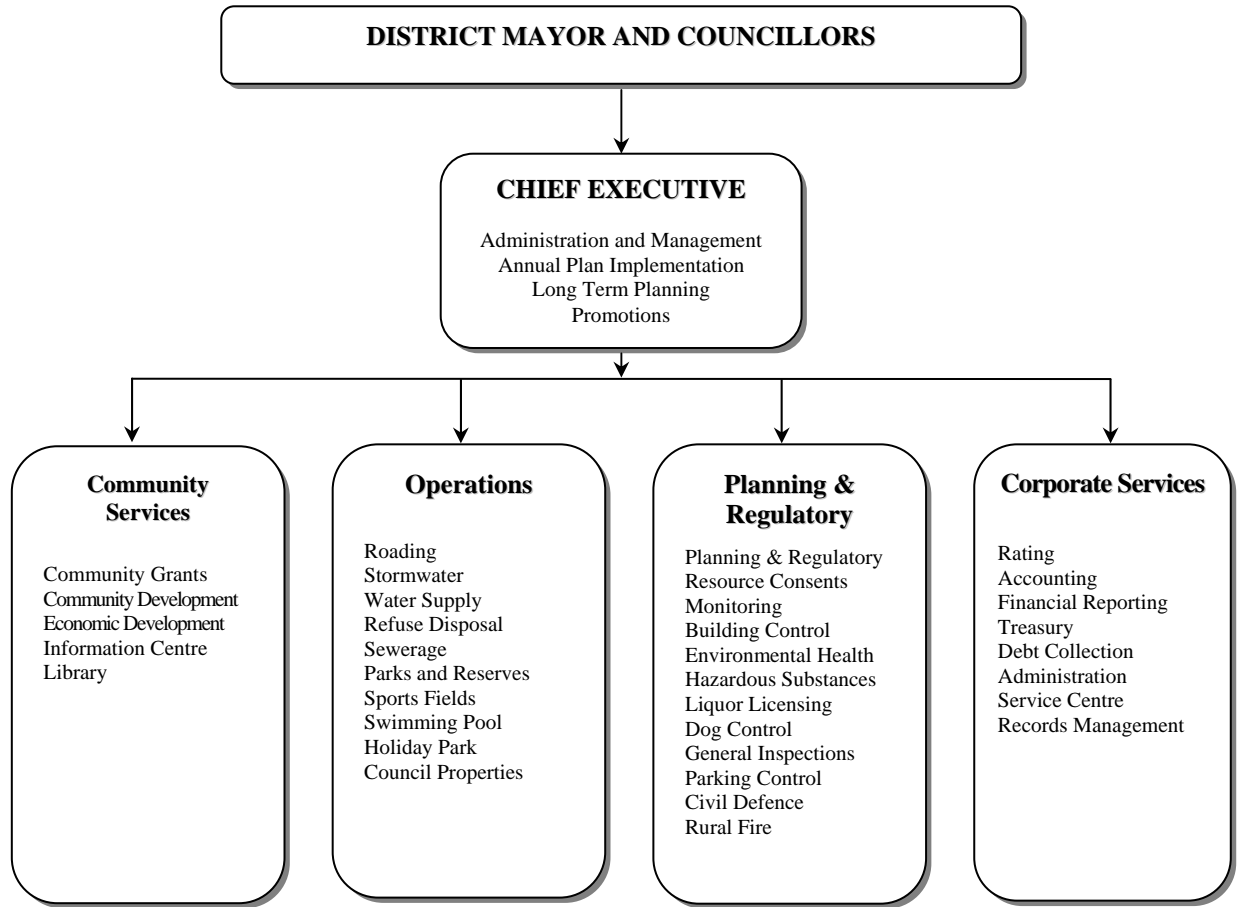 DISTRICT MAYOR AND COUNCILLORS
CHIEF EXECUTIVE
Administration and Management
Annual Plan Implementation
Long Term Planning
Promotions
Community
Services
Community Grants
Community Development
Economic Development
Information Centre
Library
Operations
Roading
Stormwater
Water Supply
Refuse Disposal
Sewerage
Parks and Reserves
Sports Fields
Swimming Pool
Holiday Park
Council Properties
Planning &
Regulatory
Planning & Regulatory
Resource Consents
Monitoring
Building Control
Environmental Health
Hazardous Substances
Liquor Licensing
Dog Control
General Inspections
Parking Control
Civil Defence
Rural Fire
Corporate Services
Rating
Accounting
Financial Reporting
Treasury
Debt Collection
Administration
Service Centre
Records Management